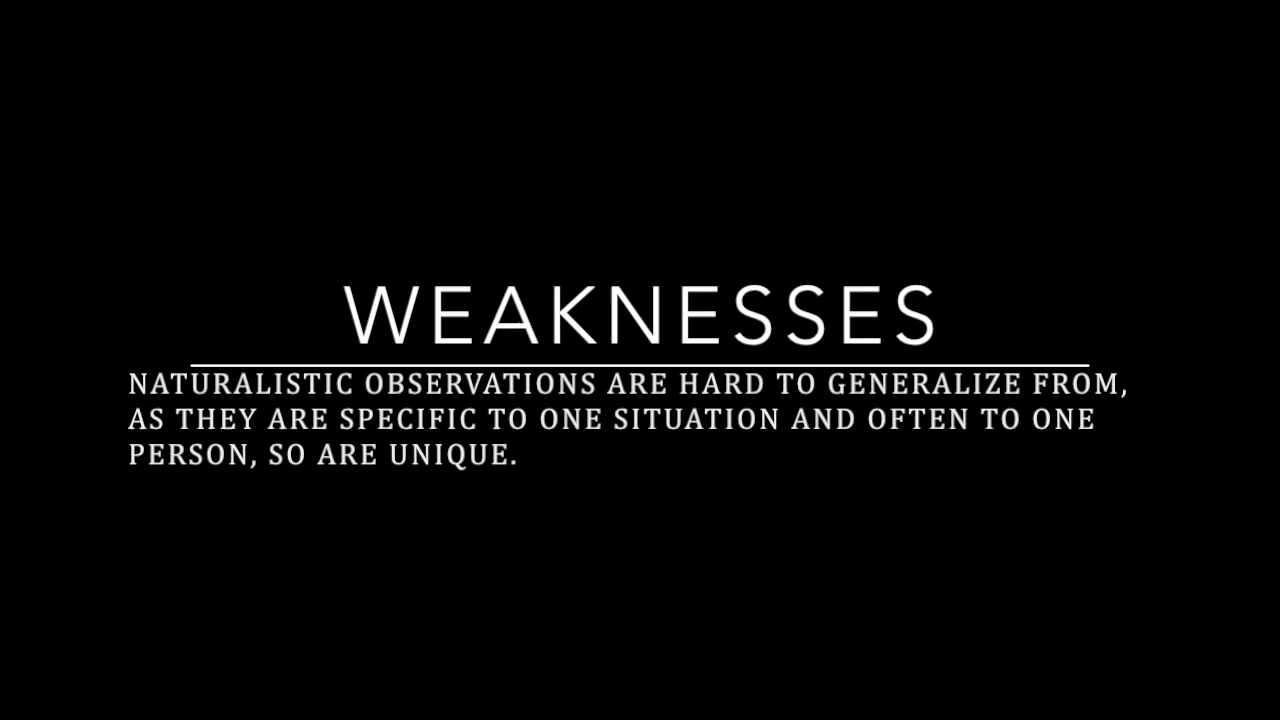 WEAKNESSES
NATURALISTIC OBSERVATIONS ARE HARD TO GENERALIZE FROM,
AS THEY ARE SPECIFIC TO ONE SITUATION AND OFTEN TO ONE
PERSON, SO ARE UNIQUE.